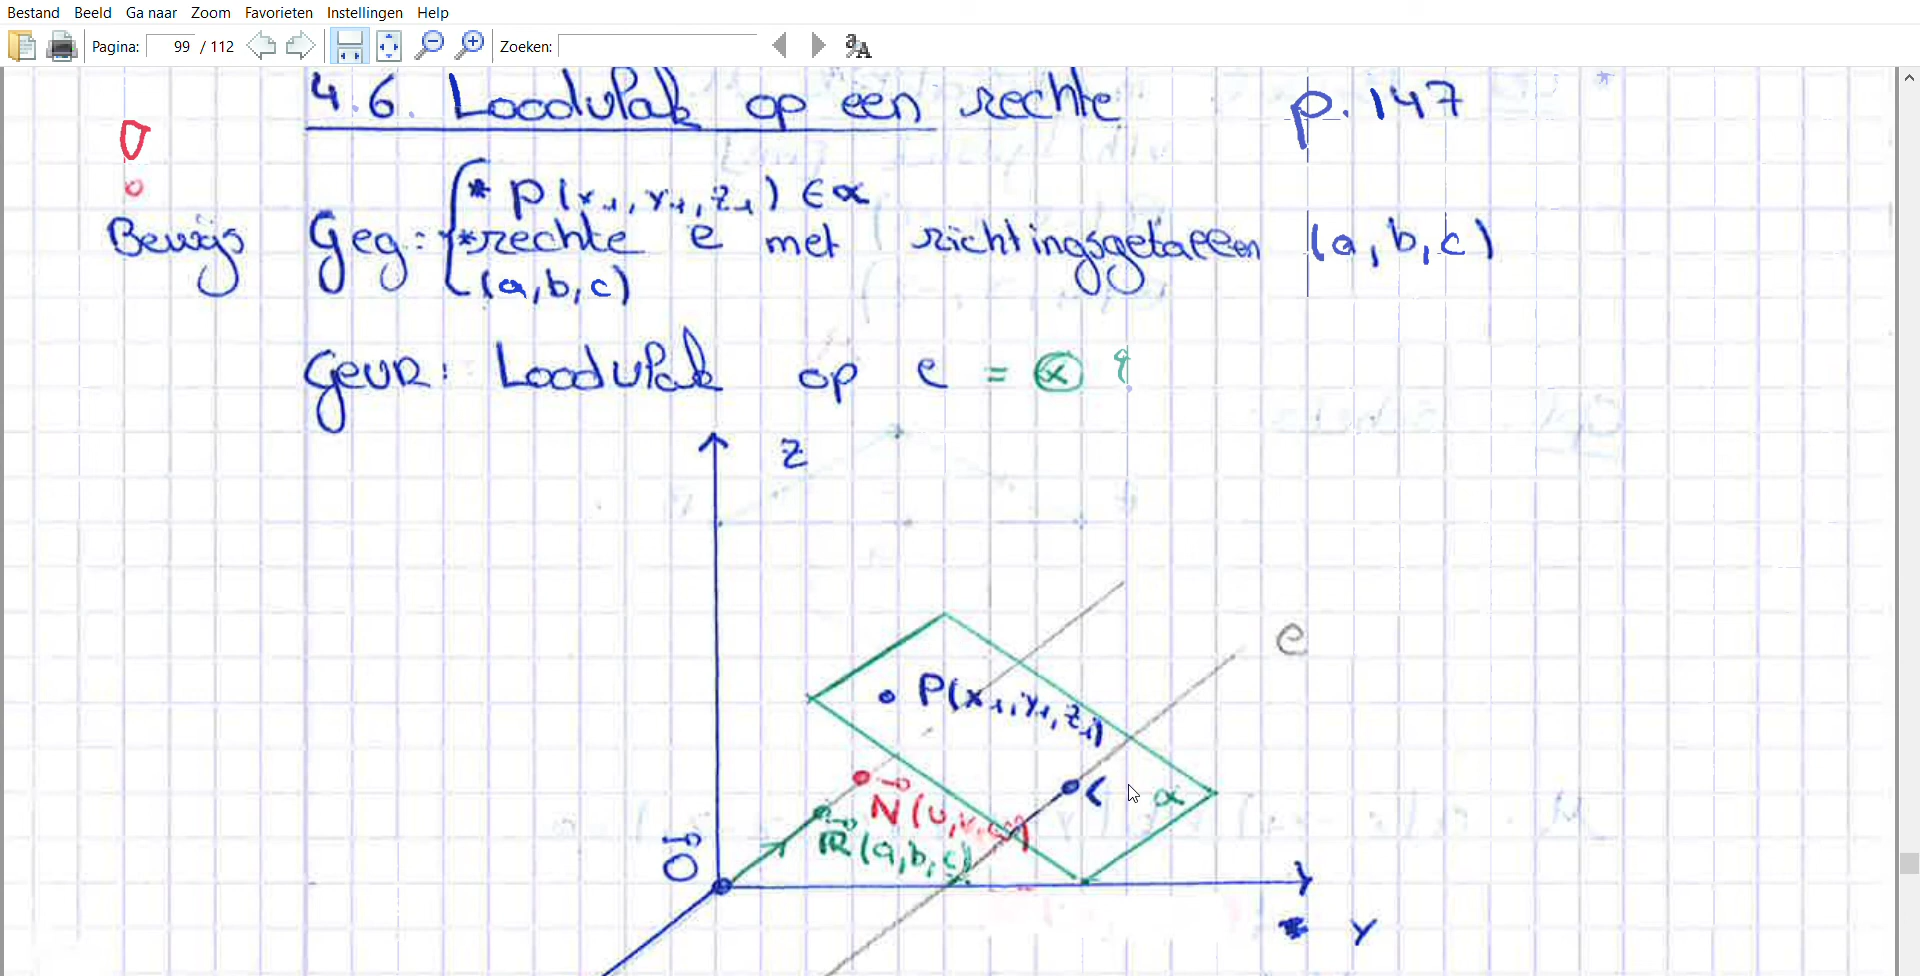 Bestand Beeld Ga naar Zoom Favorieten Instellingen Help
Pagina: 99 / 112 Zoeken:
4.6. Loodvlak op een rechte p. 147
* P(x₁, y₁, z₁) ∈ α
Bewijs Geg: * rechte e met richtingsgetallen (a, b, c)
(a, b, c)
Gevr: Loodvlak op e = α ?
z
e
P(x₁, y₁, z₁)
α
N(u, v, w)
R(a, b, c)
O
y